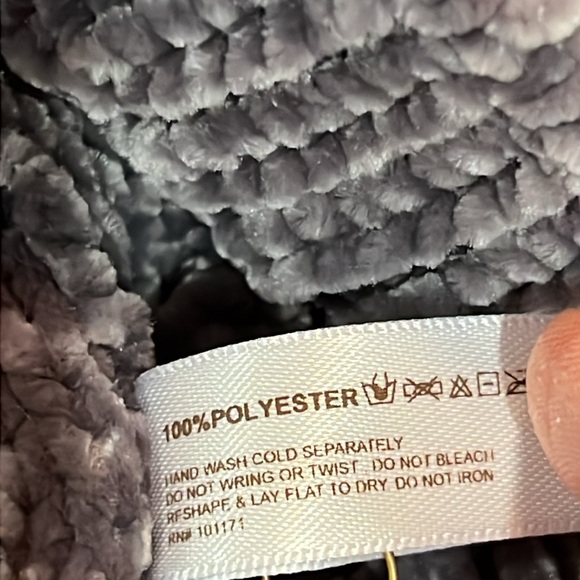 100%POLYESTER
HAND WASH COLD SEPARATELY
DO NOT WRING OR TWIST DO NOT BLEACH
RESHAPE & LAY FLAT TO DRY DO NOT IRON
RN# 101171